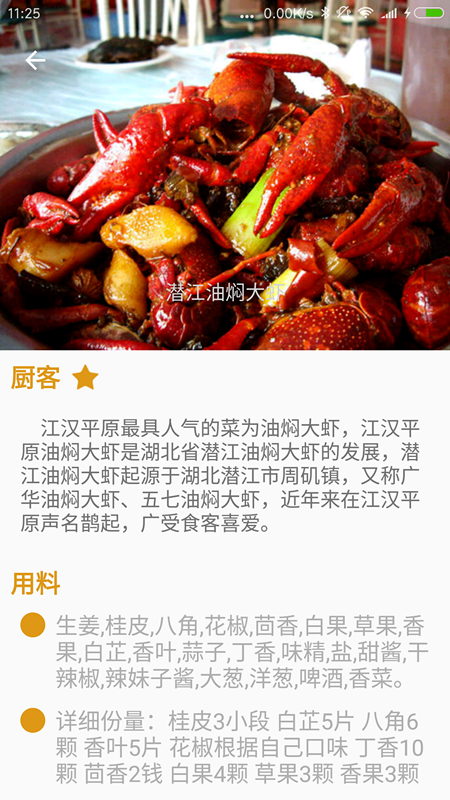 11:25
... 0.00K/s
潜江油焖大虾
厨客
江汉平原最具人气的菜为油焖大虾，江汉平
原油焖大虾是湖北省潜江油焖大虾的发展，潜
江油焖大虾起源于湖北潜江市周矶镇，又称广
华油焖大虾、五七油焖大虾，近年来在江汉平
原声名鹊起，广受食客喜爱。
用料
生姜,桂皮,八角,花椒,茴香,白果,草果,香
果,白芷,香叶,蒜子,丁香,味精,盐,甜酱,干
辣椒,辣妹子酱,大葱,洋葱,啤酒,香菜。
详细份量：桂皮3小段 白芷5片 八角6
颗 香叶5片 花椒根据自己口味 丁香10
颗 茴香2钱 白果4颗 草果3颗 香果3颗